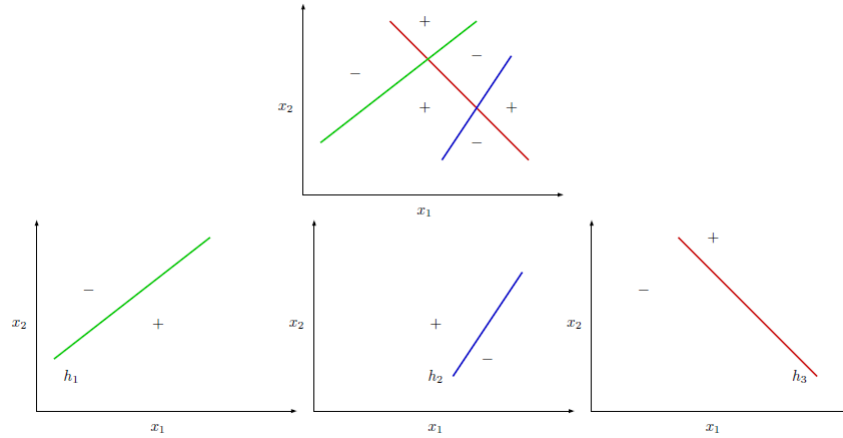 +
−
−
x₂
+
+
−
x₁
−
x₂
+
h₁
x₁
x₂
+
−
h₂
x₁
+
−
x₂
h₃
x₁